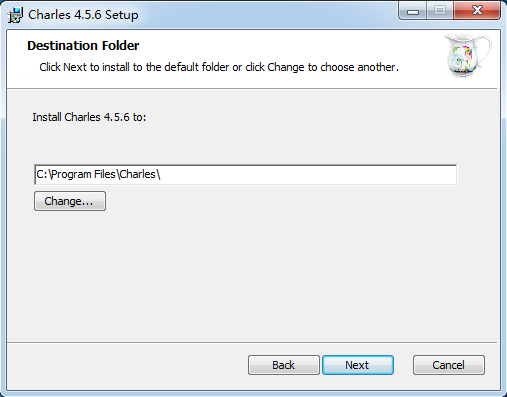 Charles 4.5.6 Setup
Destination Folder
Click Next to install to the default folder or click Change to choose another.
Install Charles 4.5.6 to:
C:\Program Files\Charles\
Change...
Back Next Cancel